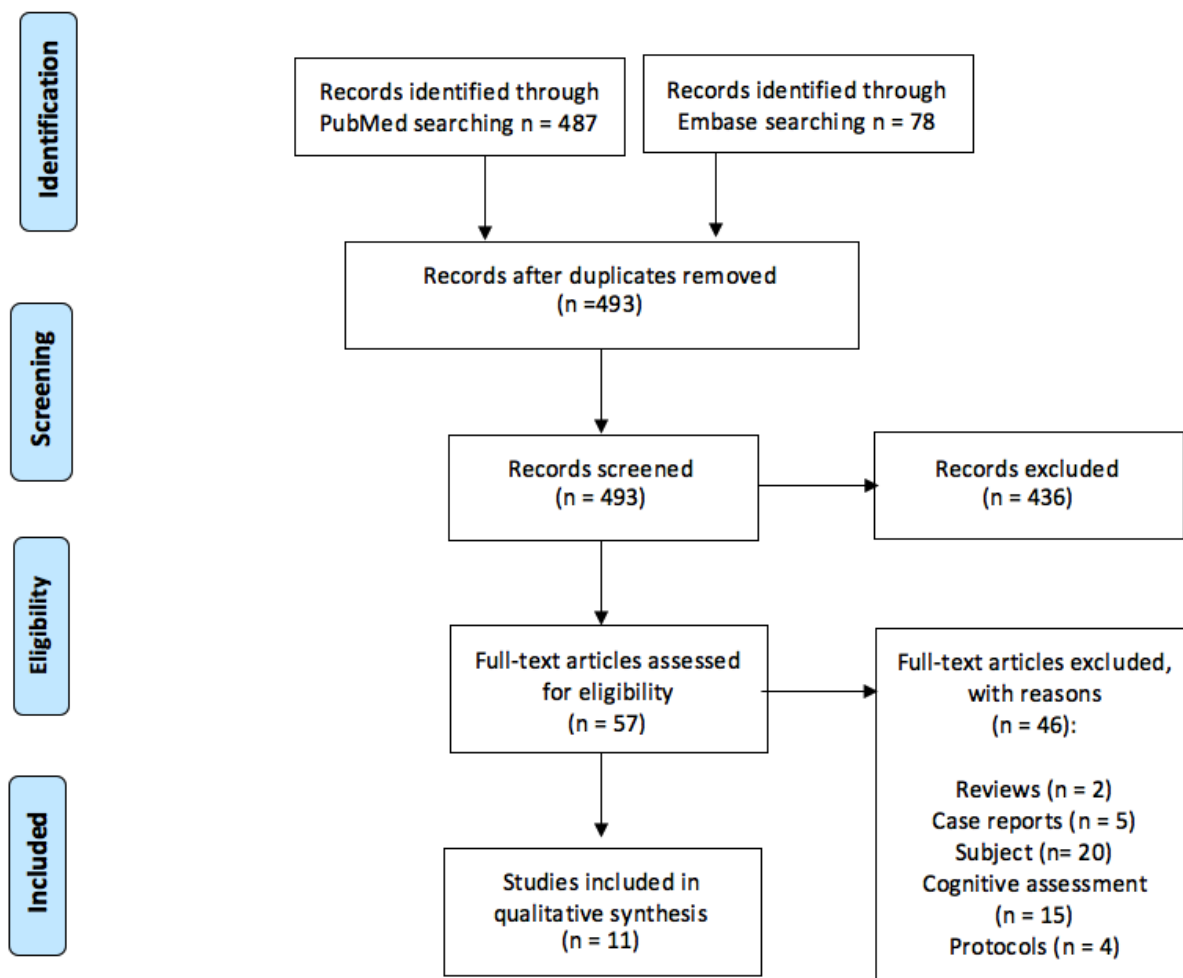 Identification
Records identified through
PubMed searching n = 487
Records identified through
Embase searching n = 78
Records after duplicates removed
(n =493)
Screening
Records screened
(n = 493)
Records excluded
(n = 436)
Eligibility
Full-text articles assessed
for eligibility
(n = 57)
Full-text articles excluded,
with reasons
(n = 46):
Reviews (n = 2)
Case reports (n = 5)
Subject (n= 20)
Cognitive assessment
(n = 15)
Protocols (n = 4)
Included
Studies included in
qualitative synthesis
(n = 11)